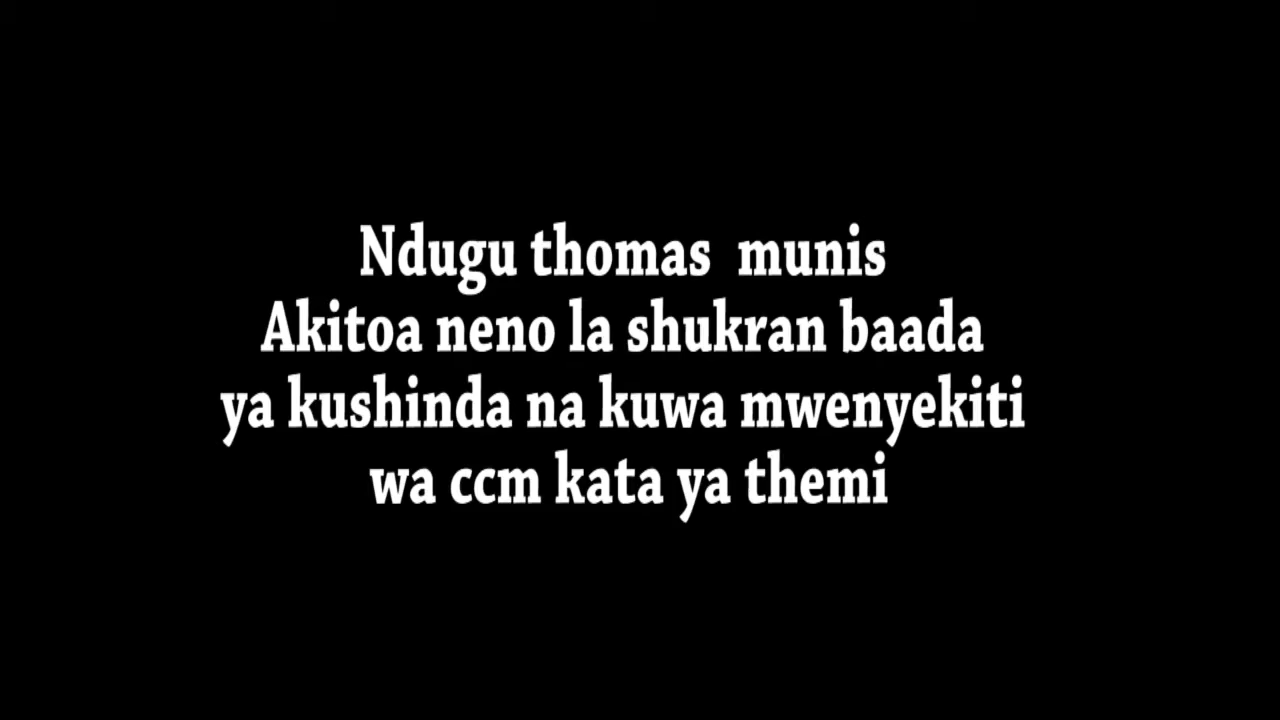 Ndugu thomas munis
Akitoa neno la shukran baada
ya kushinda na kuwa mwenyekiti
wa ccm kata ya themi